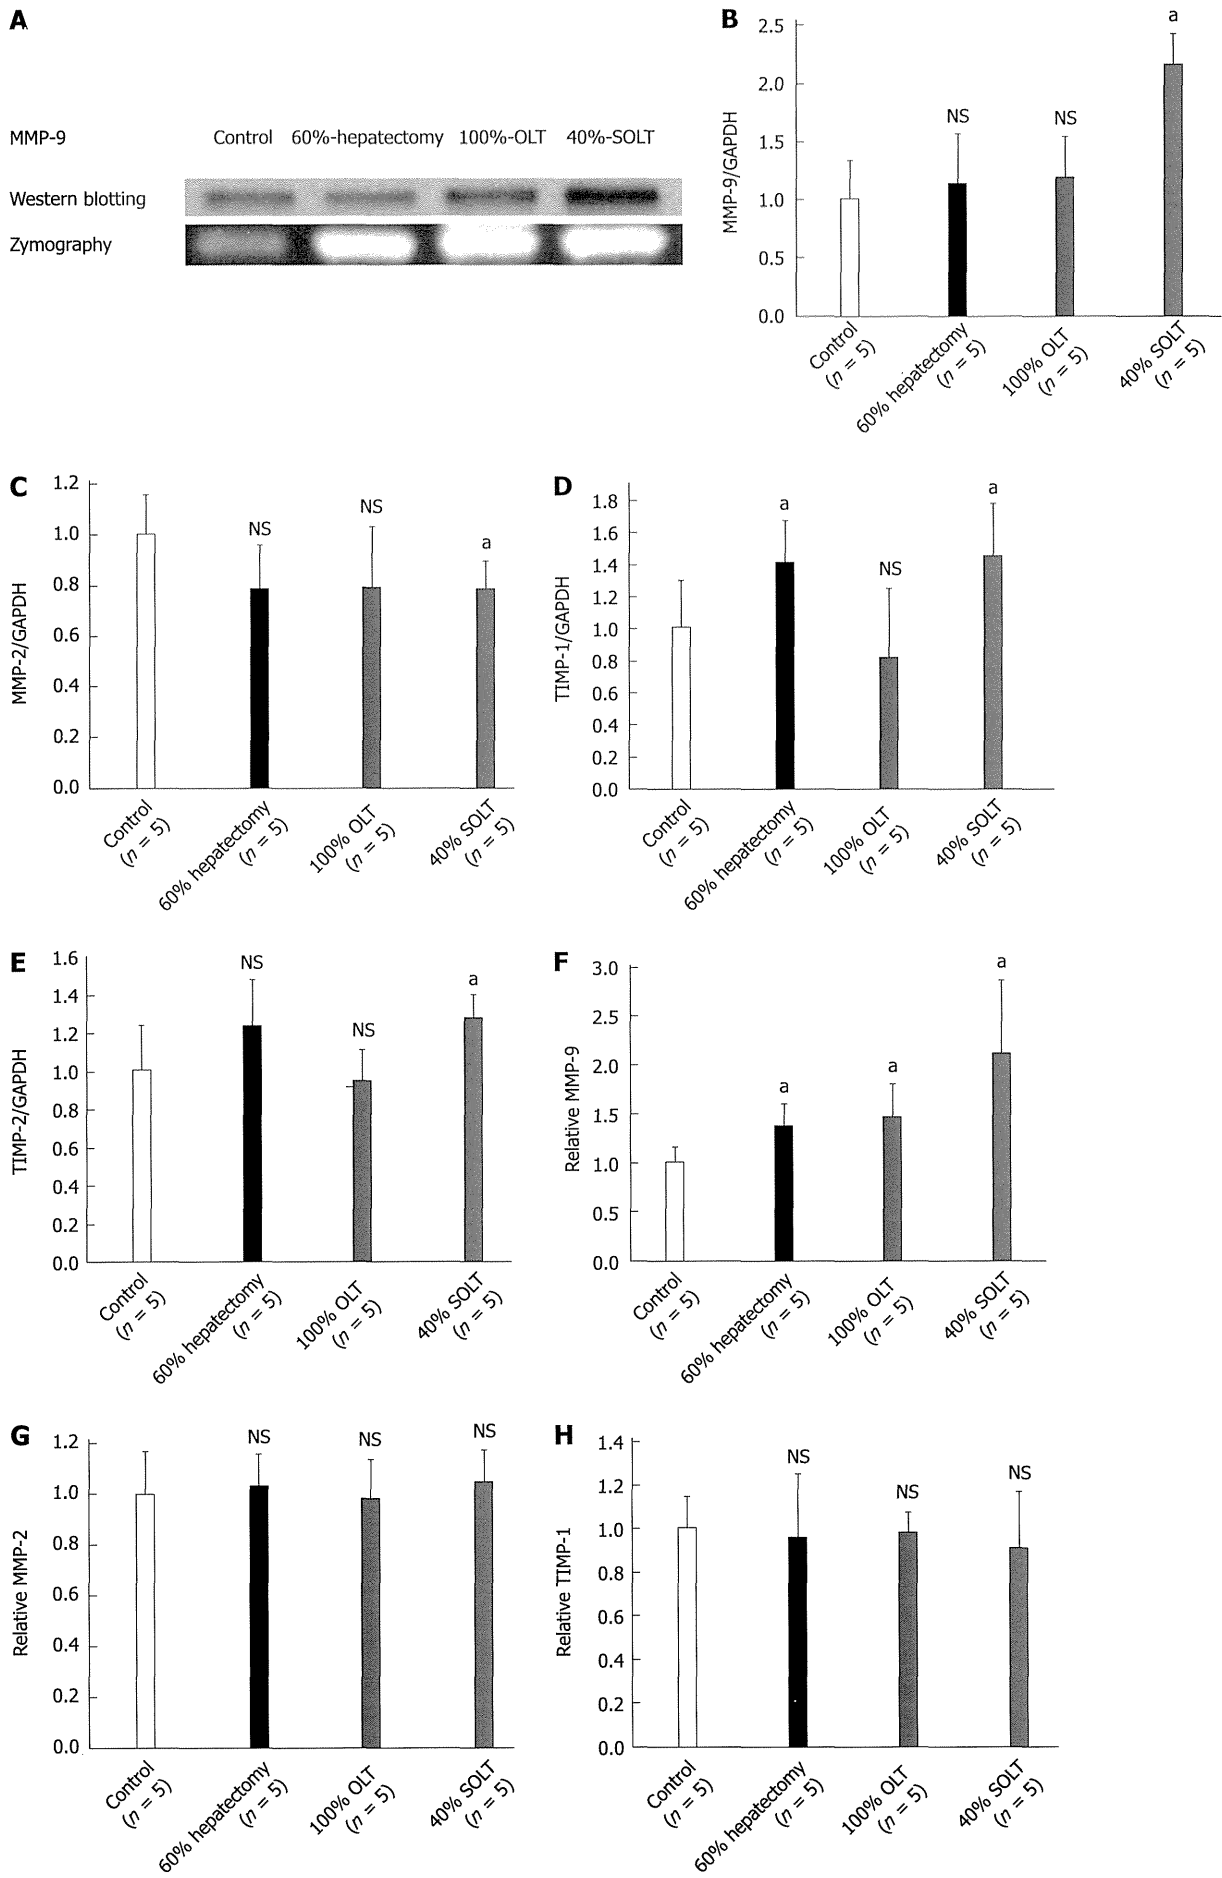 A
MMP-9 Control 60%-hepatectomy 100%-OLT 40%-SOLT
Western blotting
Zymography
B
MMP-9/GAPDH
2.5
2.0
1.5
1.0
0.5
0.0
NS
NS
a
Control
(n = 5)
60% hepatectomy
(n = 5)
100% OLT
(n = 5)
40% SOLT
(n = 5)
C
MMP-2/GAPDH
1.2
1.0
0.8
0.6
0.4
0.2
0.0
NS
NS
a
Control
(n = 5)
60% hepatectomy
(n = 5)
100% OLT
(n = 5)
40% SOLT
(n = 5)
D
TIMP-1/GAPDH
1.8
1.6
1.4
1.2
1.0
0.8
0.6
0.4
0.2
0.0
a
NS
a
Control
(n = 5)
60% hepatectomy
(n = 5)
100% OLT
(n = 5)
40% SOLT
(n = 5)
E
TIMP-2/GAPDH
1.6
1.4
1.2
1.0
0.8
0.6
0.4
0.2
0.0
NS
NS
a
Control
(n = 5)
60% hepatectomy
(n = 5)
100% OLT
(n = 5)
40% SOLT
(n = 5)
F
Relative MMP-9
3.0
2.5
2.0
1.5
1.0
0.5
0.0
a
a
a
Control
(n = 5)
60% hepatectomy
(n = 5)
100% OLT
(n = 5)
40% SOLT
(n = 5)
G
Relative MMP-2
1.2
1.0
0.8
0.6
0.4
0.2
0.0
NS
NS
NS
Control
(n = 5)
60% hepatectomy
(n = 5)
100% OLT
(n = 5)
40% SOLT
(n = 5)
H
Relative TIMP-1
1.4
1.2
1.0
0.8
0.6
0.4
0.2
0.0
NS
NS
NS
Control
(n = 5)
60% hepatectomy
(n = 5)
100% OLT
(n = 5)
40% SOLT
(n = 5)